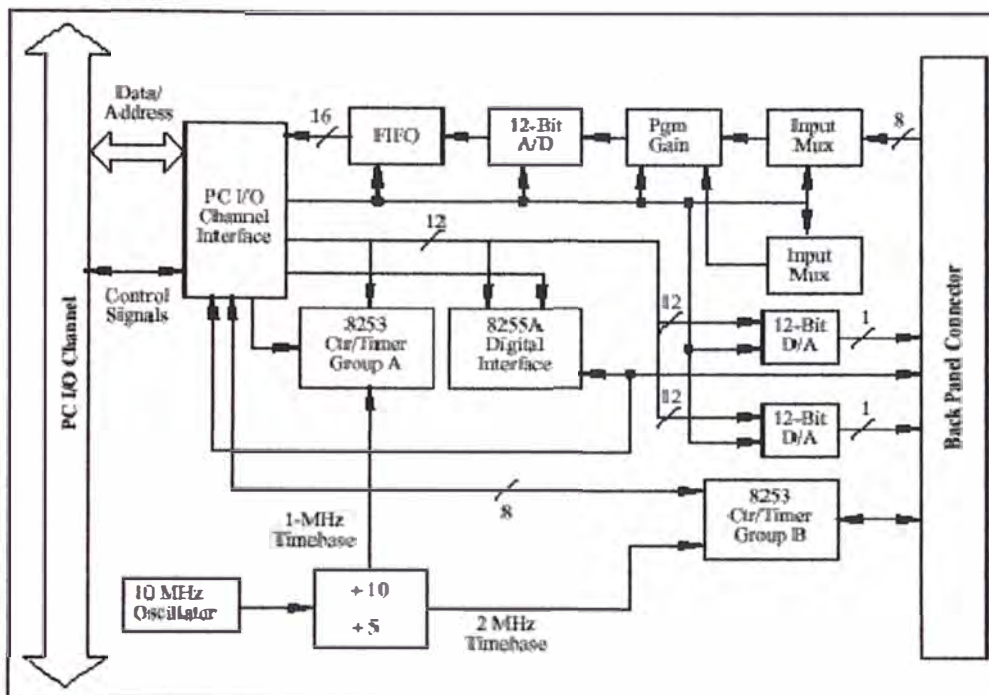 Data/
Address
16
FIFO
12-Bit
A/D
Pgm
Gain
Input
Mux
8
PC I/O
Channel
Interface
12
Input
Mux
Control
Signals
8253
Ctr/Timer
Group A
8255A
Digital
Interface
12
12-Bit
D/A
1
12
12-Bit
D/A
1
8
8253
Ctr/Timer
Group B
1-MHz
Timebase
10 MHz
Oscillator
÷10
÷5
2 MHz
Timebase
PC I/O Channel
Back Panel Connector